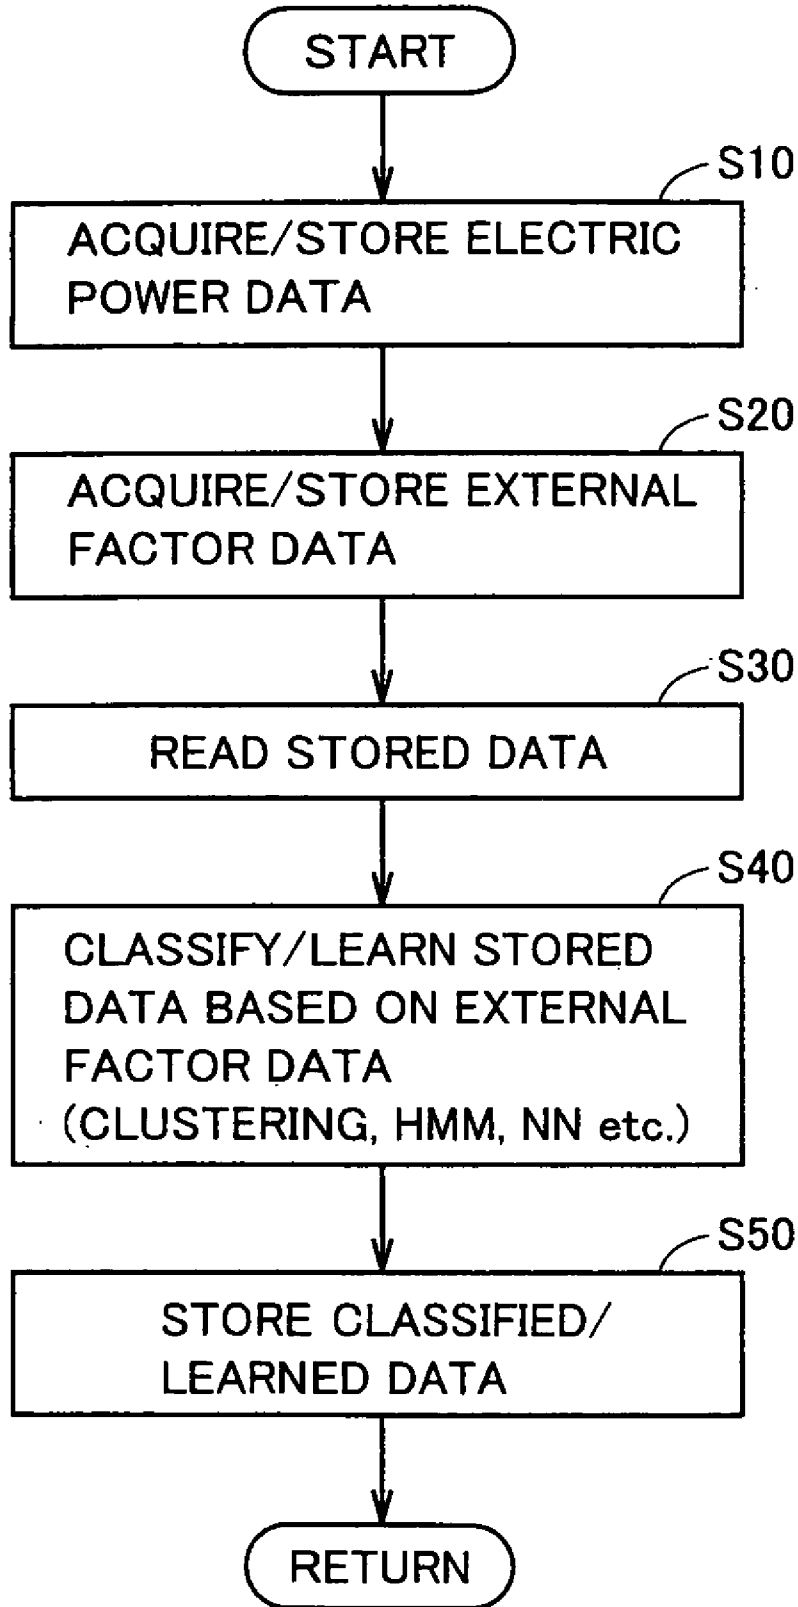 START
S10
ACQUIRE/STORE ELECTRIC
POWER DATA
S20
ACQUIRE/STORE EXTERNAL
FACTOR DATA
S30
READ STORED DATA
S40
CLASSIFY/LEARN STORED
DATA BASED ON EXTERNAL
FACTOR DATA
(CLUSTERING, HMM, NN etc.)
S50
STORE CLASSIFIED/
LEARNED DATA
RETURN